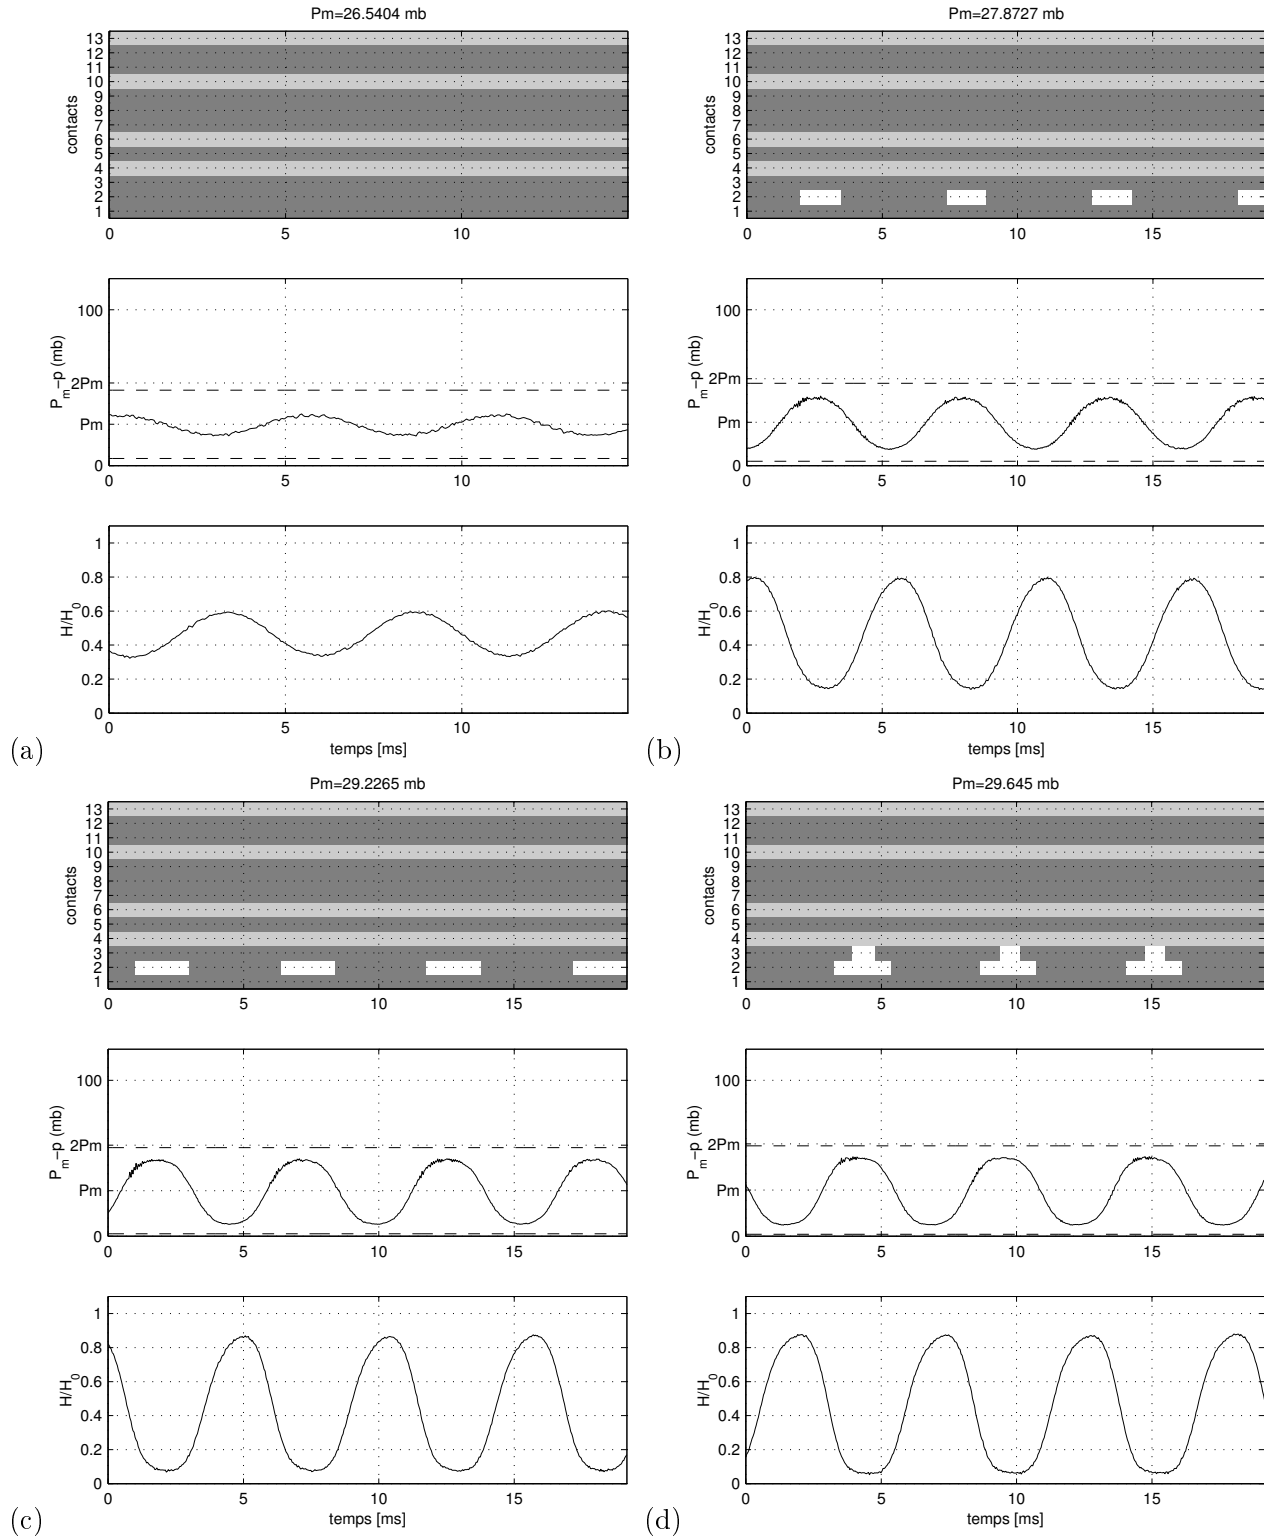 Pm=26.5404 mb
13
12
11
10
9
8
7
6
5
4
3
2
1
contacts
0 5 10
100
2Pm
Pm
0
P_m−p (mb)
0 5 10
1
0.8
0.6
0.4
0.2
0
H/H_0
0 5 10
temps [ms]
(a)
Pm=27.8727 mb
13
12
11
10
9
8
7
6
5
4
3
2
1
contacts
0 5 10 15
100
2Pm
Pm
0
P_m−p (mb)
0 5 10 15
1
0.8
0.6
0.4
0.2
0
H/H_0
0 5 10 15
temps [ms]
(b)
Pm=29.2265 mb
13
12
11
10
9
8
7
6
5
4
3
2
1
contacts
0 5 10 15
100
2Pm
Pm
0
P_m−p (mb)
0 5 10 15
1
0.8
0.6
0.4
0.2
0
H/H_0
0 5 10 15
temps [ms]
(c)
Pm=29.645 mb
13
12
11
10
9
8
7
6
5
4
3
2
1
contacts
0 5 10 15
100
2Pm
Pm
0
P_m−p (mb)
0 5 10 15
1
0.8
0.6
0.4
0.2
0
H/H_0
0 5 10 15
temps [ms]
(d)